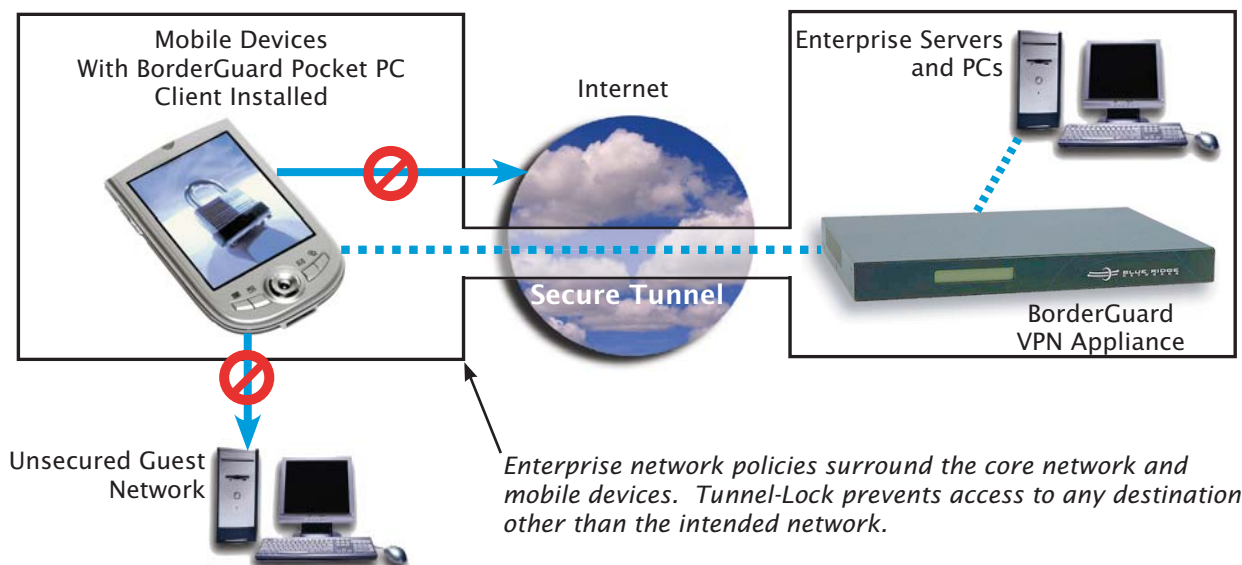 Mobile Devices
With BorderGuard Pocket PC
Client Installed
Internet
Enterprise Servers
and PCs
Secure Tunnel
BLUE RIDGE
BorderGuard
VPN Appliance
Unsecured Guest
Network
Enterprise network policies surround the core network and
mobile devices.  Tunnel-Lock prevents access to any destination
other than the intended network.